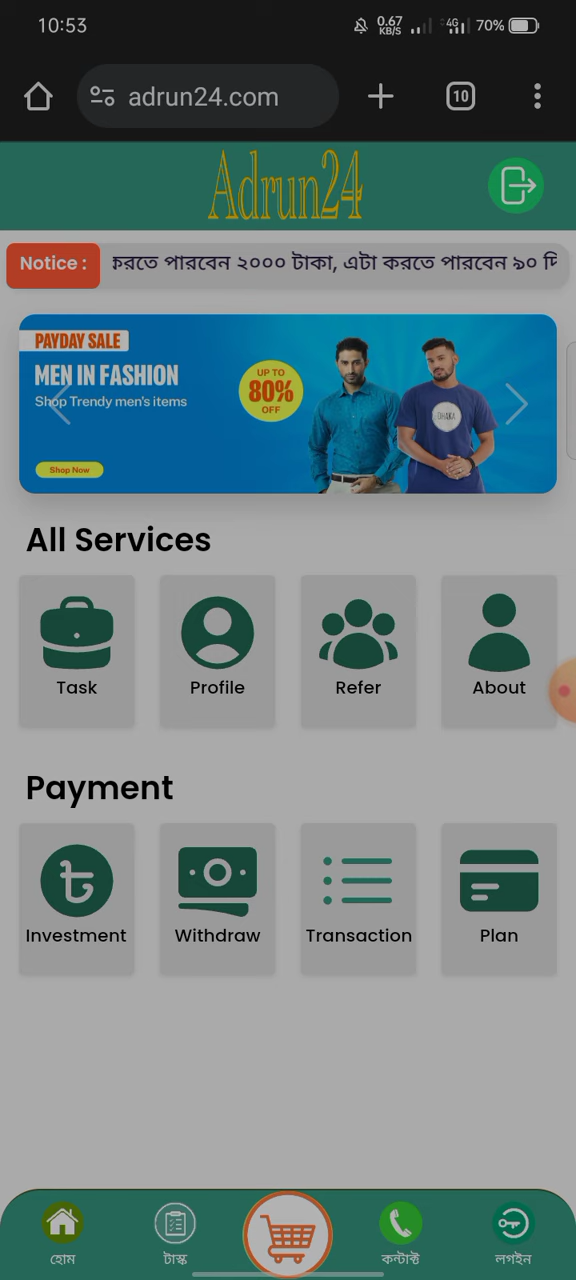 10:53
0.67
KB/S
4G
70%
adrun24.com
10
Adrun24
Notice :
করতে পারবেন ২০০০ টাকা, এটা করতে পারবেন ৯০
PAYDAY SALE
MEN IN FASHION
Shop Trendy men's items
UP TO
80%
OFF
DHAKA
Shop Now
All Services
Task
Profile
Refer
About
Payment
Investment
Withdraw
Transaction
Plan
হোম
টাস্ক
কন্টাক্ট
লগইন